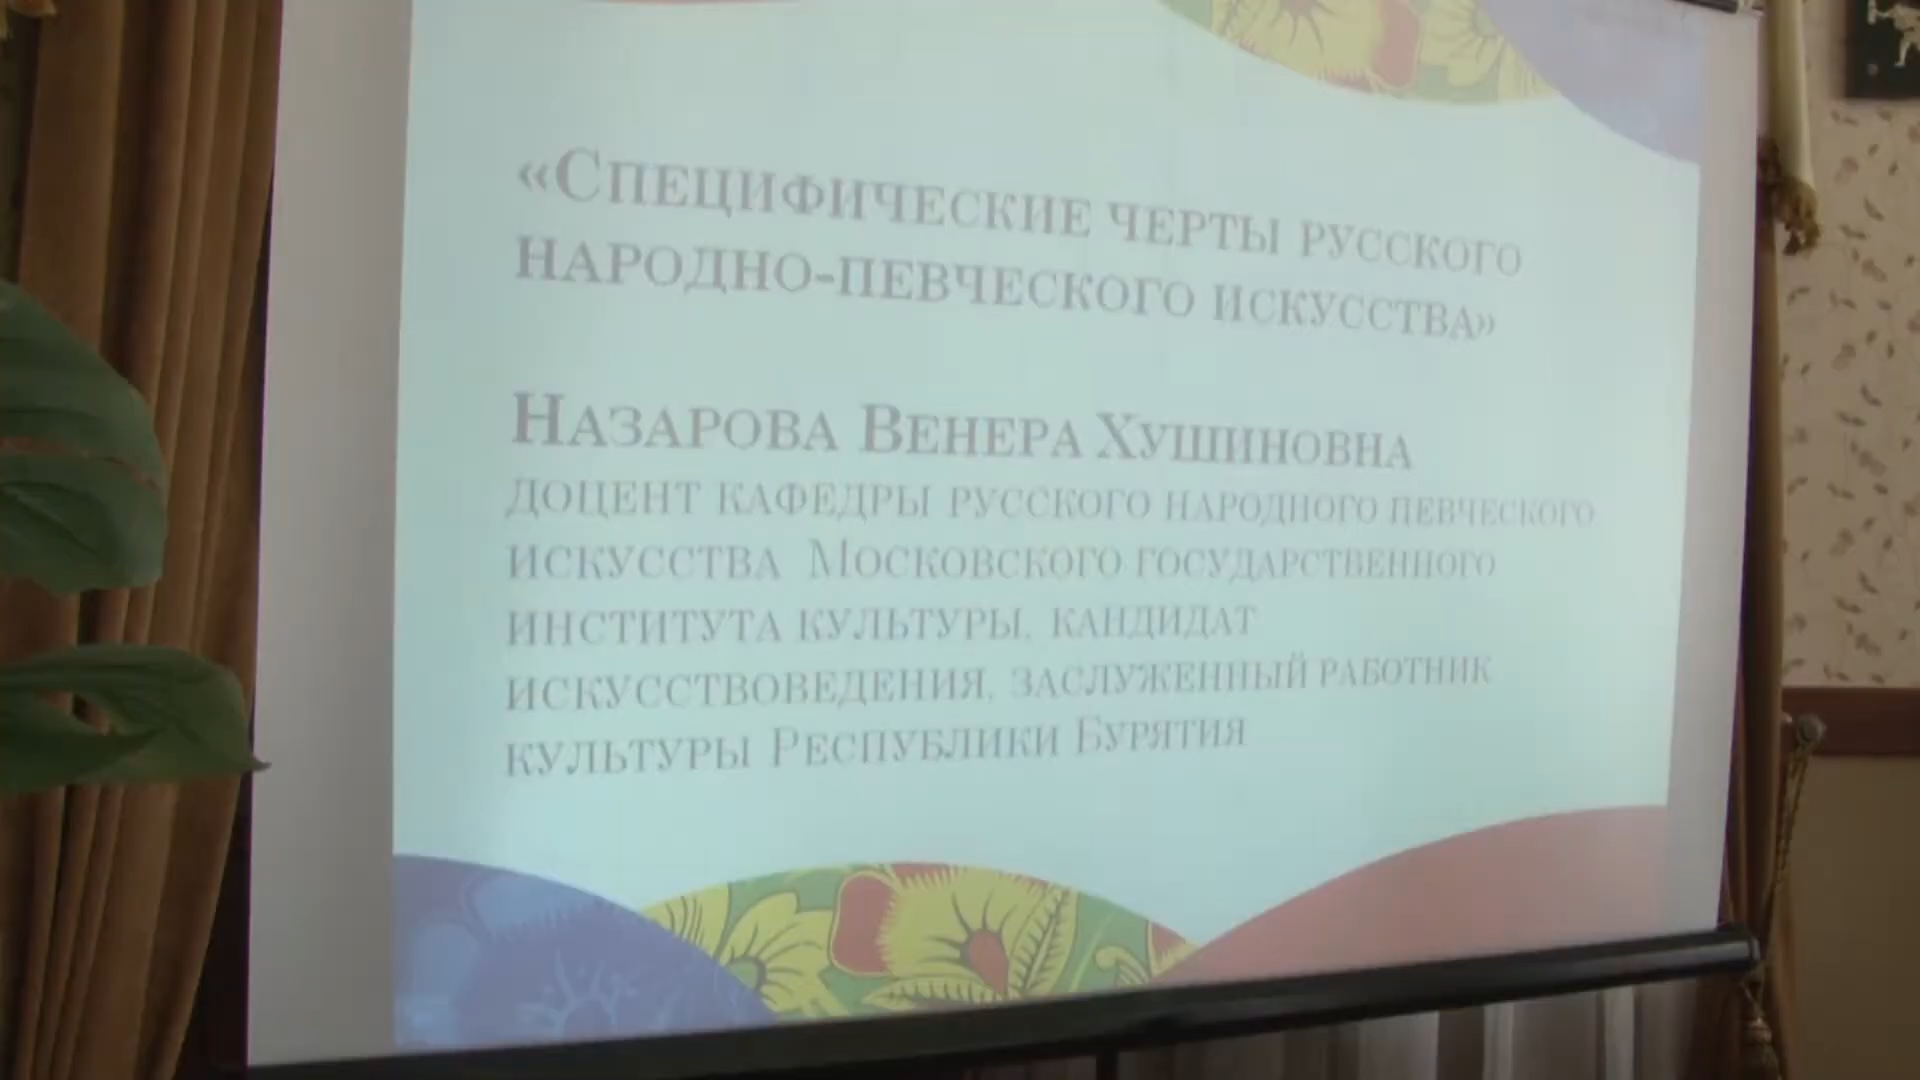 «Специфические черты русского
народно-певческого искусства»
Назарова Венера Хушиновна
доцент кафедры русского народного певческого
искусства Московского государственного
института культуры, кандидат
искусствоведения, заслуженный работник
культуры Республики Бурятия